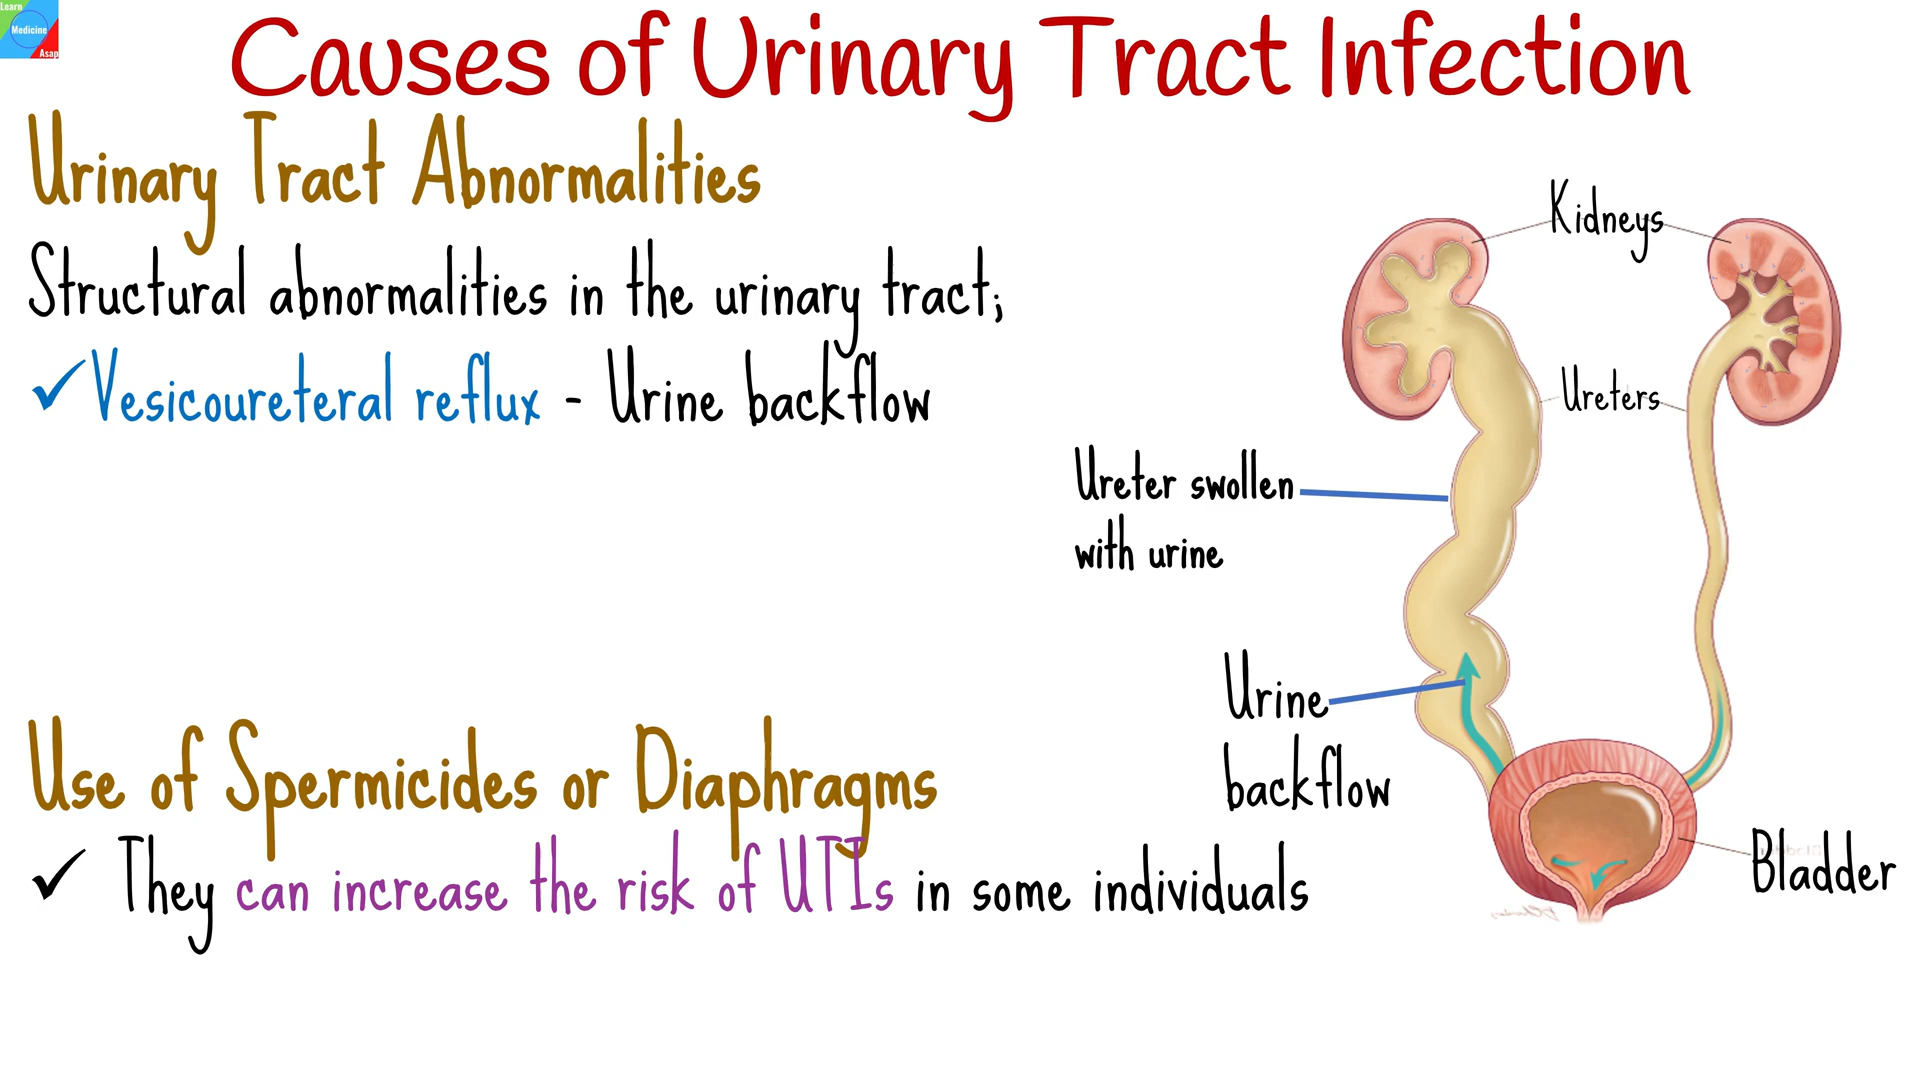 Learn
Medicine
Asap
Causes of Urinary Tract Infection
Urinary Tract Abnormalities
Structural abnormalities in the urinary tract;
✓Vesicoureteral reflux - Urine backflow
Kidneys
Ureters
Ureter swollen
with urine
Urine
backflow
Bladder
Use of Spermicides or Diaphragms
✓ They can increase the risk of UTIs in some individuals